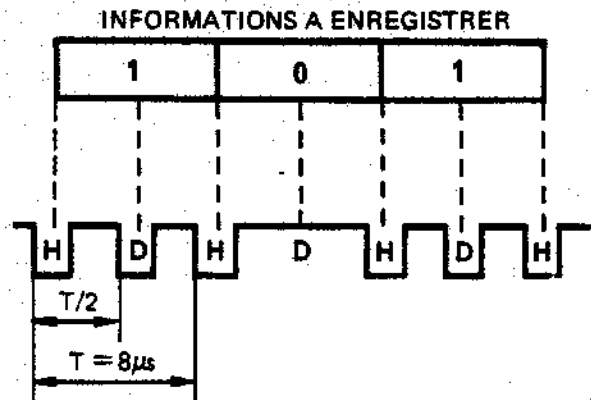 INFORMATIONS A ENREGISTRER
1 0 1
H D H D H D H
T/2
T = 8µs